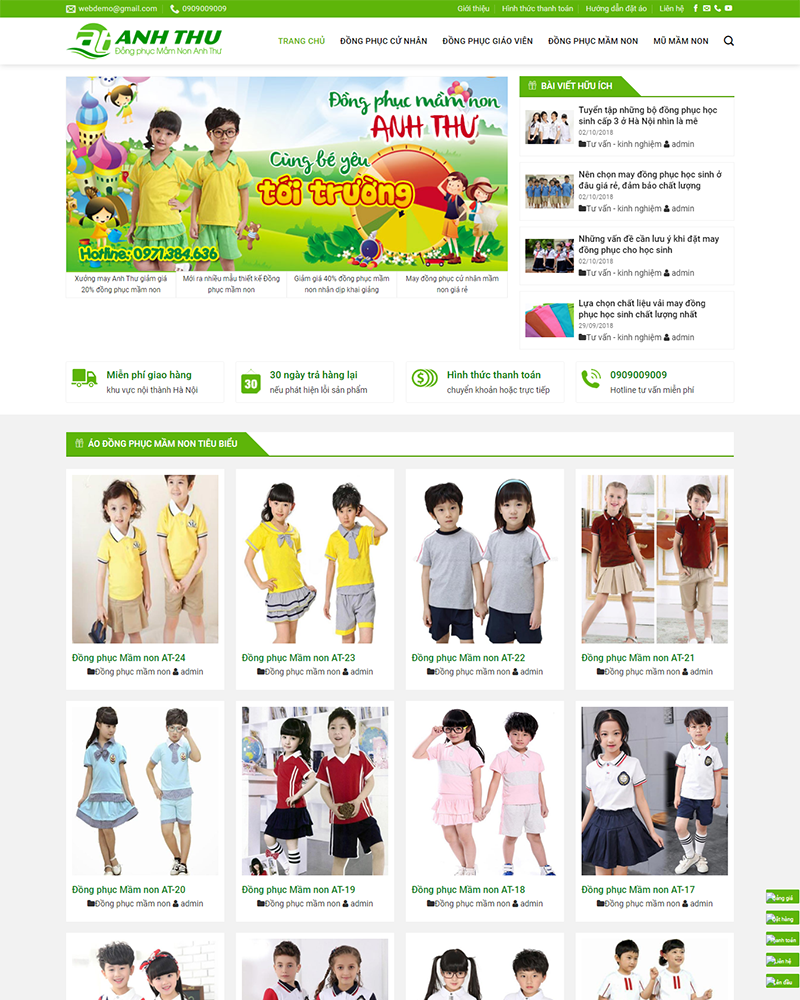 webdemo@gmail.com 0909009009 Giới thiệu Hình thức thanh toán Hướng dẫn đặt áo Liên hệ
ANH THƯ
Đồng phục Mầm Non Anh Thư
TRANG CHỦ ĐỒNG PHỤC CỬ NHÂN ĐỒNG PHỤC GIÁO VIÊN ĐỒNG PHỤC MẦM NON MŨ MẦM NON
Đồng phục mầm non
ANH THƯ
Cùng bé yêu
tới trường
Hotline: 0971.384.636
Xưởng may Anh Thư giảm giá 20% đồng phục mầm non
Mới ra nhiều mẫu thiết kế Đồng phục mầm non
Giảm giá 40% đồng phục mầm non nhân dịp khai giảng
May đồng phục cử nhân mầm non giá rẻ
BÀI VIẾT HỮU ÍCH
Tuyển tập những bộ đồng phục học
sinh cấp 3 ở Hà Nội nhìn là mê
02/10/2018
Tư vấn - kinh nghiệm admin
Nên chọn may đồng phục học sinh ở
đâu giá rẻ, đảm bảo chất lượng
02/10/2018
Tư vấn - kinh nghiệm admin
Những vấn đề cần lưu ý khi đặt may
đồng phục cho học sinh
02/10/2018
Tư vấn - kinh nghiệm admin
Lựa chọn chất liệu vải may đồng
phục học sinh chất lượng nhất
29/09/2018
Tư vấn - kinh nghiệm admin
Miễn phí giao hàng
khu vực nội thành Hà Nội
30
30 ngày trả hàng lại
nếu phát hiện lỗi sản phẩm
Hình thức thanh toán
chuyển khoản hoặc trực tiếp
0909009009
Hotline tư vấn miễn phí
ÁO ĐỒNG PHỤC MẦM NON TIÊU BIỂU
Đồng phục Mầm non AT-24
Đồng phục mầm non admin
Đồng phục Mầm non AT-23
Đồng phục mầm non admin
Đồng phục Mầm non AT-22
Đồng phục mầm non admin
Đồng phục Mầm non AT-21
Đồng phục mầm non admin
Đồng phục Mầm non AT-20
Đồng phục mầm non admin
Đồng phục Mầm non AT-19
Đồng phục mầm non admin
Đồng phục Mầm non AT-18
Đồng phục mầm non admin
Đồng phục Mầm non AT-17
Đồng phục mầm non admin
Bảng giá
Đặt hàng
thanh toán
Liên hệ
Lên đầu